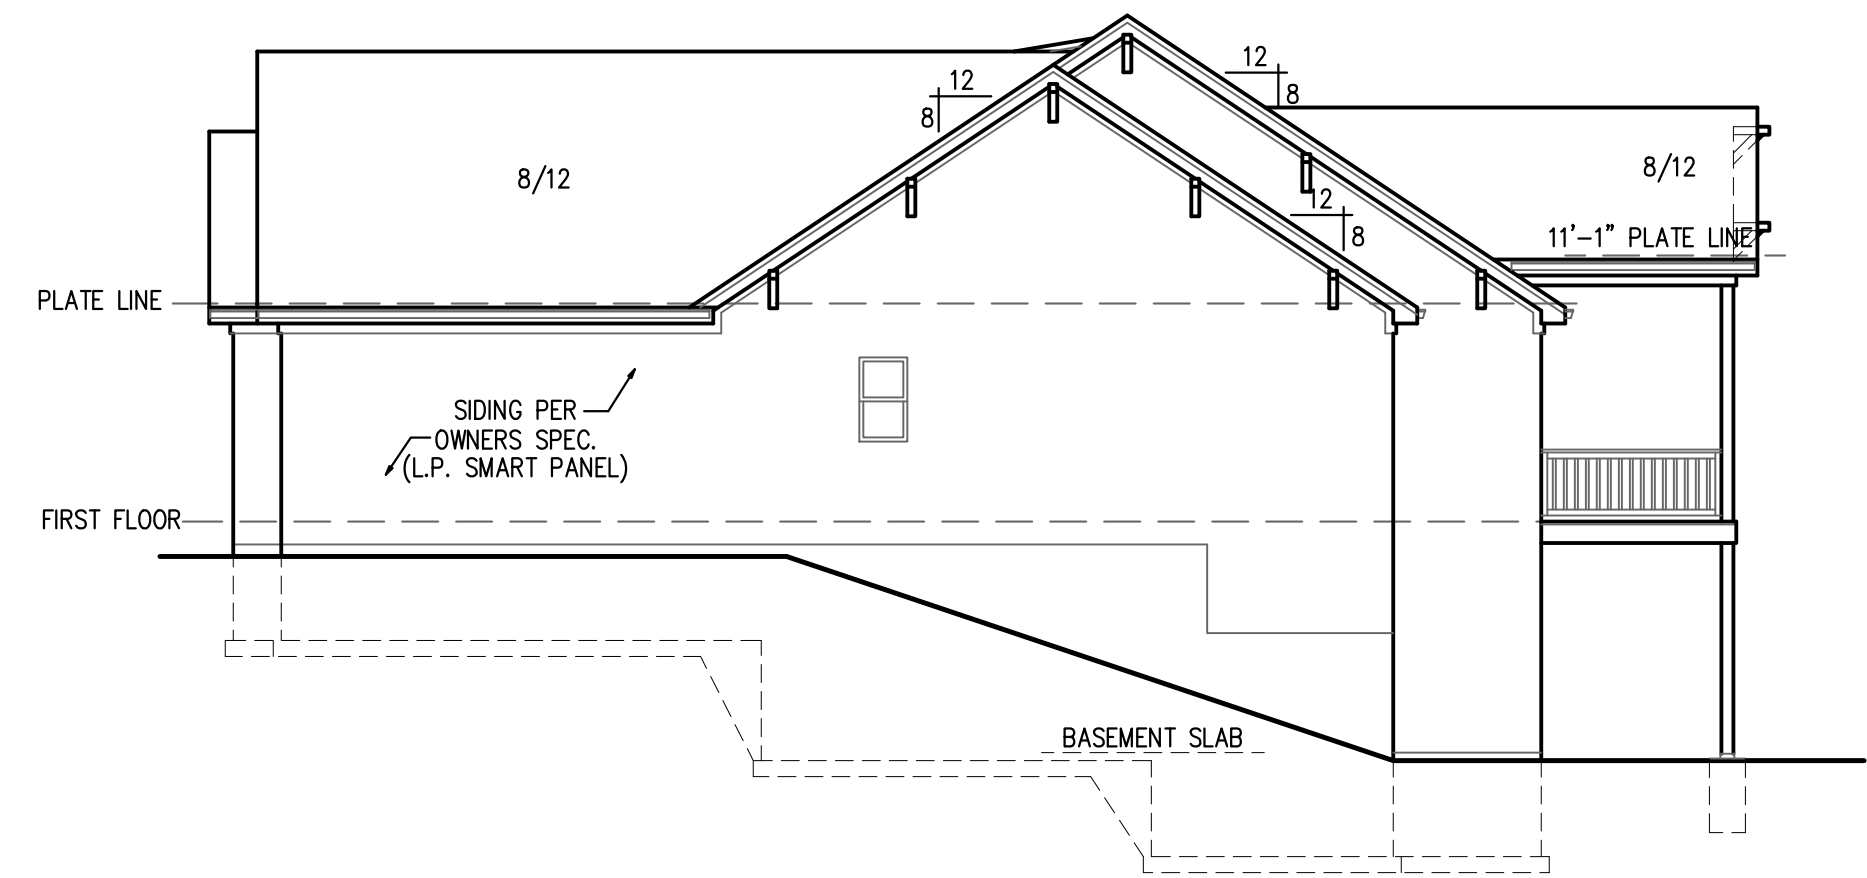 12
8
12
8
8/12
8/12
12
8
11'-1" PLATE LINE
PLATE LINE
SIDING PER
OWNERS SPEC.
(L.P. SMART PANEL)
FIRST FLOOR
BASEMENT SLAB